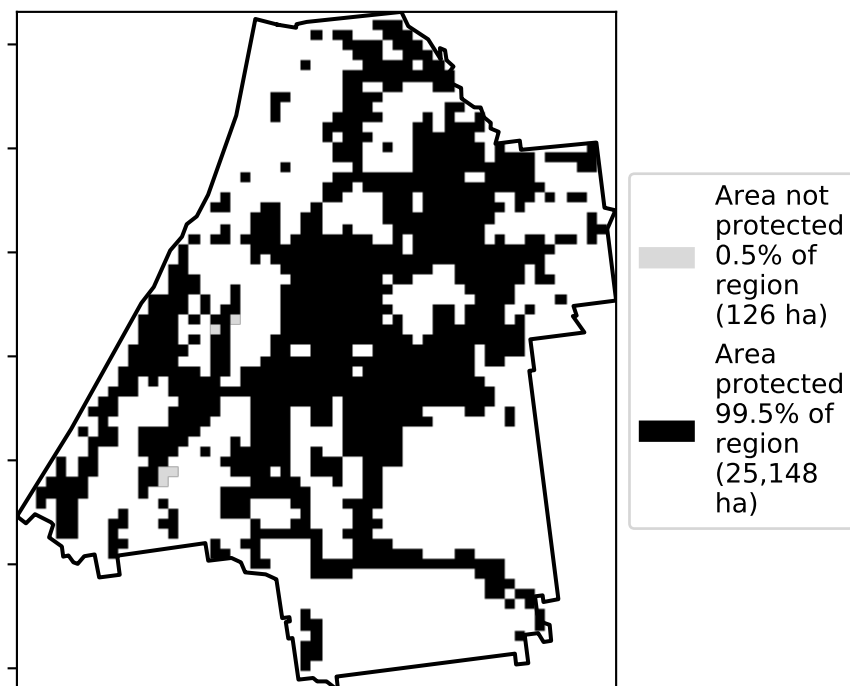 Area not
protected
0.5% of
region
(126 ha)
Area
protected
99.5% of
region
(25,148
ha)